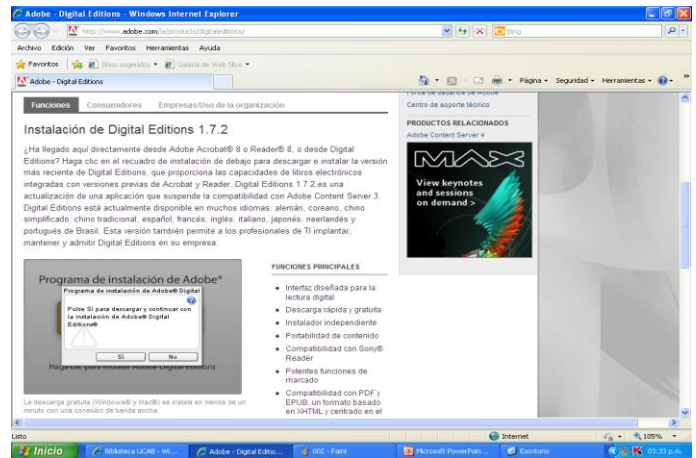 Adobe - Digital Editions - Windows Internet Explorer
http://www.adobe.com/la/products/digitaleditions/
Bing
Archivo Edición Ver Favoritos Herramientas Ayuda
Favoritos Sitios sugeridos Galería de Web Slice
Adobe - Digital Editions
Página Seguridad Herramientas
Funciones Consumidores Empresas/Uso de la organización
Instalación de Digital Editions 1.7.2
¿Ha llegado aquí directamente desde Adobe Acrobat® 8 o
Reader® 8, o desde Digital
Editions? Haga clic en el recuadro de instalación de debajo
para descargar e instalar la versión
más reciente de Digital Editions, que proporciona las capacidades
de libros electrónicos
integradas con versiones previas de Acrobat y Reader. Digital
Editions 1.7.2 es una
actualización de una aplicación que suspende la compatibilidad
con Adobe Content Server 3.
Digital Editions está actualmente disponible en muchos idiomas:
alemán, coreano, chino
simplificado, chino tradicional, español, francés, inglés, italiano,
japonés, neerlandés y
portugués de Brasil. Esta versión también permite a los
profesionales de TI implantar,
mantener y admitir Digital Editions en su empresa.
Programa de instalación de Adobe®
Programa de instalación de Adobe® Digital
Pulse Sí para descargar y continuar con
la instalación de Adobe® Digital
Editions®
Sí No
Haga clic para instalar Adobe Digital Editions
La descarga gratuita (Windows® y Mac®) se instala en menos de un
minuto con una conexión de banda ancha.
FUNCIONES PRINCIPALES
Interfaz diseñada para la
lectura digital
Descarga rápida y gratuita
Instalador independiente
Portabilidad de contenido
Compatibilidad con Sony®
Reader
Potentes funciones de
marcado
Compatibilidad con PDF y
EPUB, un formato basado
en XHTML y centrado en el
Foros de usuarios de Adobe
Centro de asistencia técnico
PRODUCTOS RELACIONADOS
Adobe Content Server 4
MAX
View keynotes
and sessions
on demand >
Listo
Internet
105%
Inicio
Biblioteca UCAB - Wi...
Adobe - Digital Editio...
002 - Paint
Microsoft PowerPoin...
Escritorio
03:33 p.m.